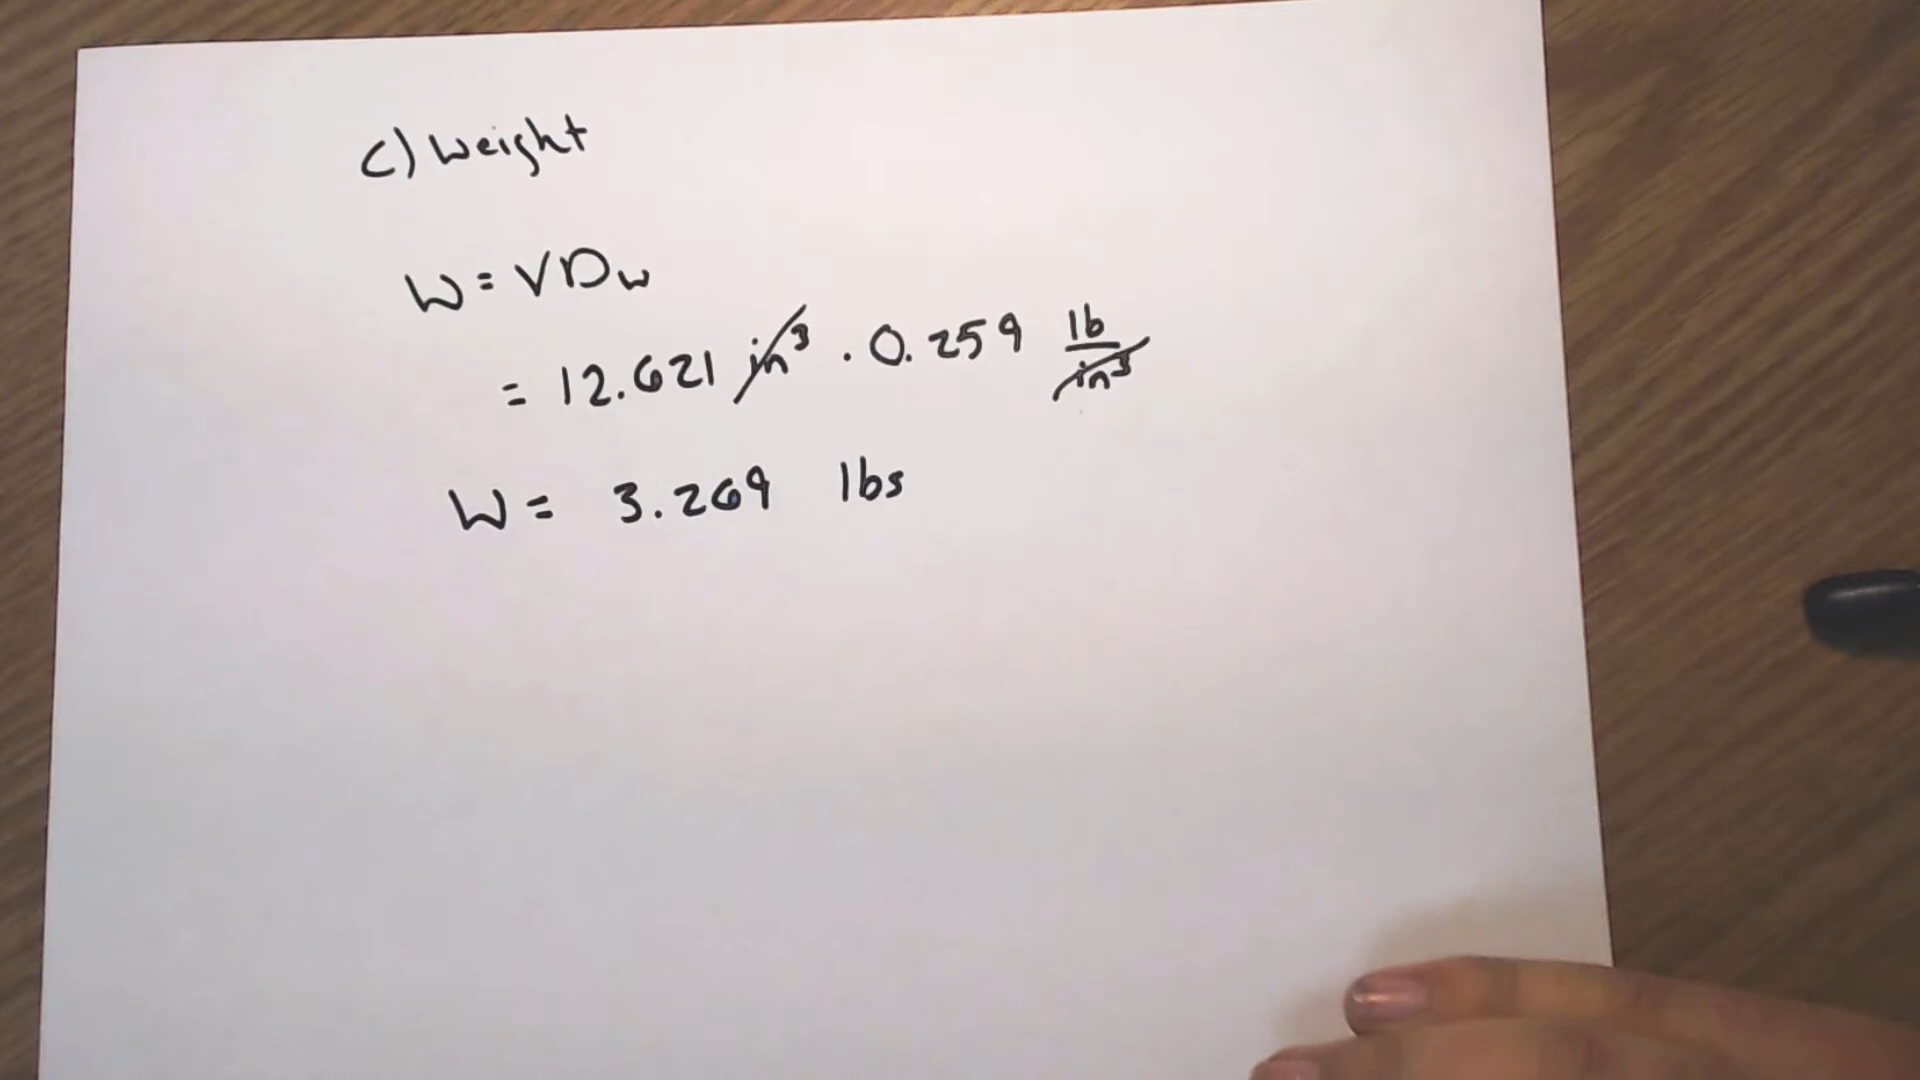 c) Weight
W = VDw
= 12.621 in³ · 0.259 lb/in³
W = 3.269 lbs